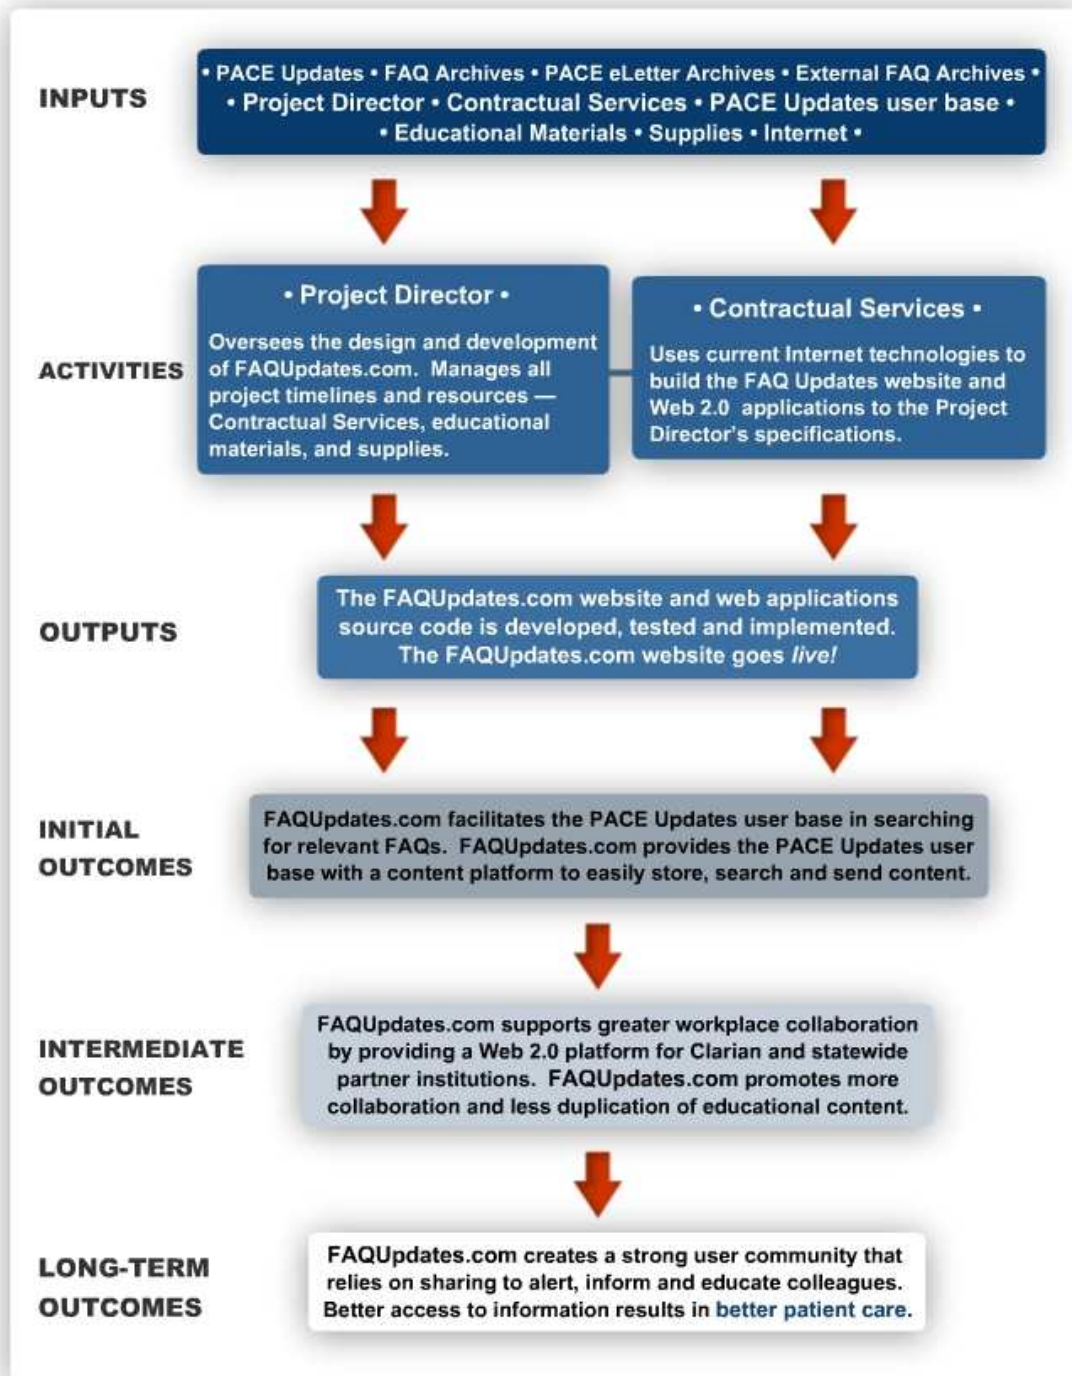 INPUTS
• PACE Updates • FAQ Archives • PACE eLetter Archives • External FAQ Archives •
• Project Director • Contractual Services • PACE Updates user base •
• Educational Materials • Supplies • Internet •
ACTIVITIES
• Project Director •
Oversees the design and development
of FAQUpdates.com. Manages all
project timelines and resources —
Contractual Services, educational
materials, and supplies.
• Contractual Services •
Uses current Internet technologies to
build the FAQ Updates website and
Web 2.0 applications to the Project
Director's specifications.
OUTPUTS
The FAQUpdates.com website and web applications
source code is developed, tested and implemented.
The FAQUpdates.com website goes live!
INITIAL
OUTCOMES
FAQUpdates.com facilitates the PACE Updates user base in searching
for relevant FAQs. FAQUpdates.com provides the PACE Updates user
base with a content platform to easily store, search and send content.
INTERMEDIATE
OUTCOMES
FAQUpdates.com supports greater workplace collaboration
by providing a Web 2.0 platform for Clarian and statewide
partner institutions. FAQUpdates.com promotes more
collaboration and less duplication of educational content.
LONG-TERM
OUTCOMES
FAQUpdates.com creates a strong user community that
relies on sharing to alert, inform and educate colleagues.
Better access to information results in better patient care.